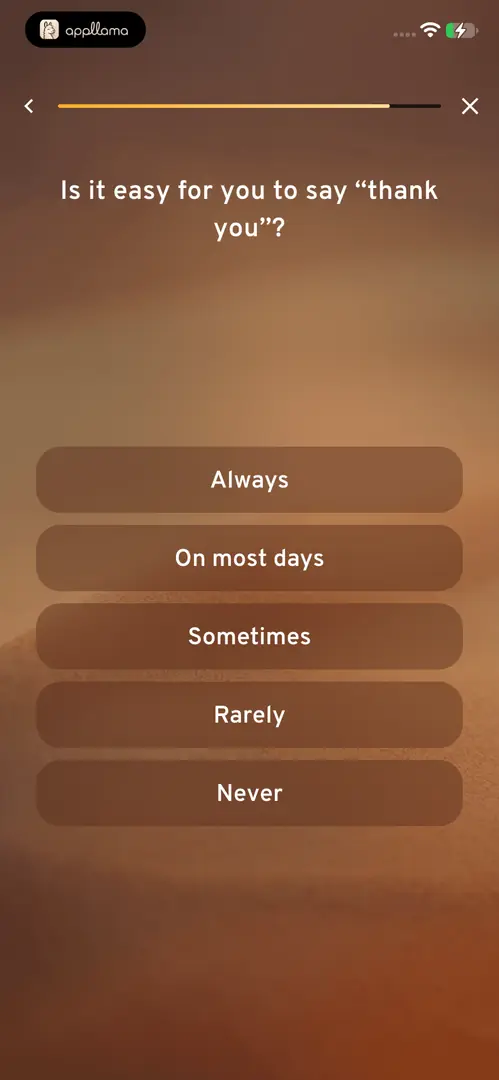 appllama
Is it easy for you to say “thank
you”?
Always
On most days
Sometimes
Rarely
Never